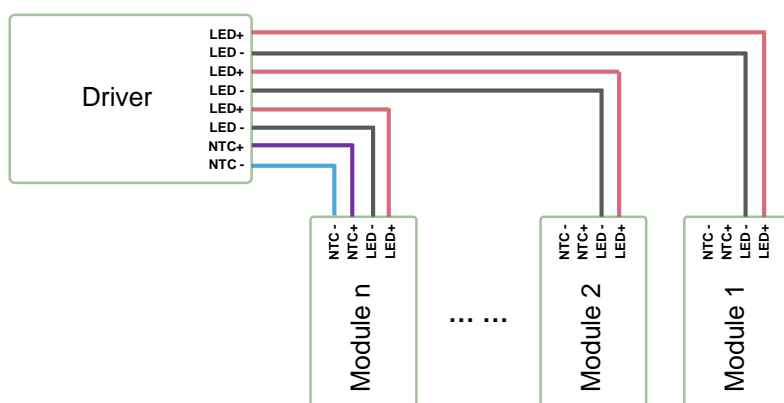 LED+
LED -
LED+
LED -
LED+
LED -
NTC+
NTC -
Driver
NTC -
NTC+
LED -
LED+
Module n
... ...
NTC -
NTC+
LED -
LED+
Module 2
NTC -
NTC+
LED -
LED+
Module 1